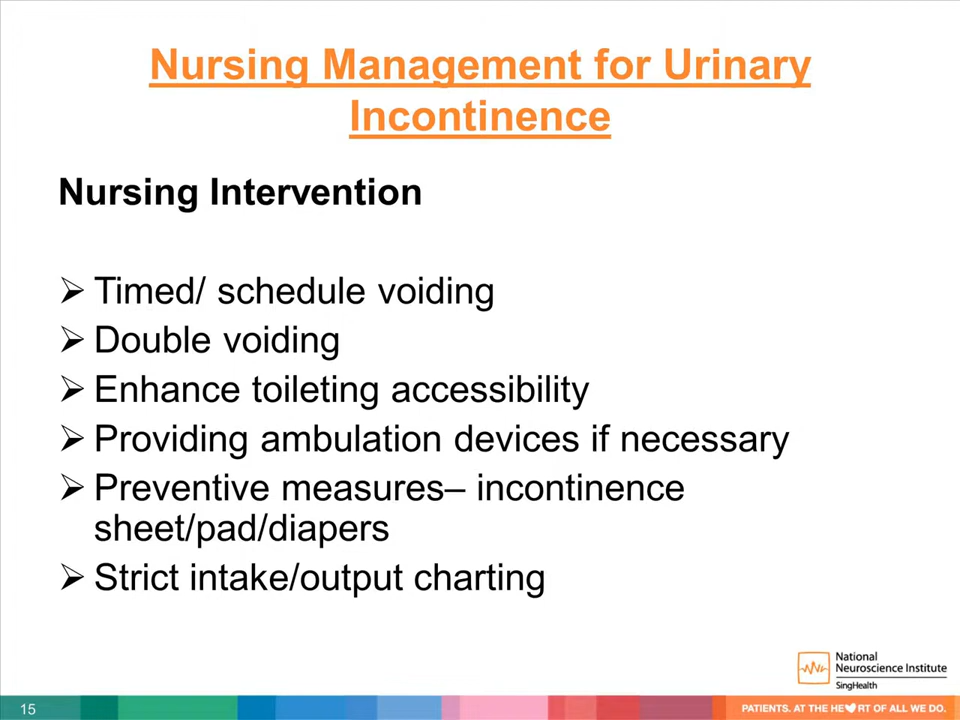 Nursing Management for Urinary
Incontinence
Nursing Intervention
Timed/ schedule voiding
Double voiding
Enhance toileting accessibility
Providing ambulation devices if necessary
Preventive measures– incontinence
sheet/pad/diapers
Strict intake/output charting
National
Neuroscience Institute
SingHealth
15
PATIENTS. AT THE HE♥RT OF ALL WE DO.